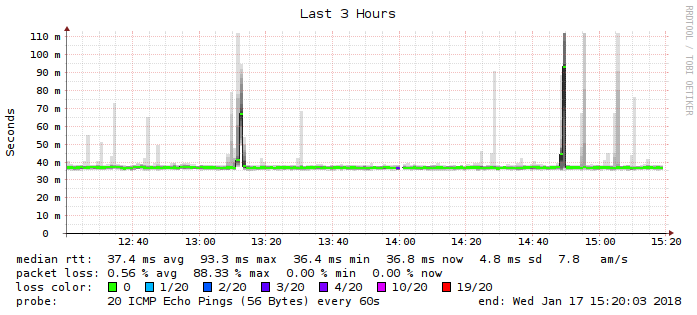 Last 3 Hours
RRDTOOL / TOBI OETIKER
Seconds
110 m
100 m
90 m
80 m
70 m
60 m
50 m
40 m
30 m
20 m
10 m
0
12:40 13:00 13:20 13:40 14:00 14:20 14:40 15:00 15:20
median rtt: 37.4 ms avg 93.3 ms max 36.4 ms min 36.8 ms now 4.8 ms sd 7.8 am/s
packet loss: 0.56 % avg 88.33 % max 0.00 % min 0.00 % now
loss color: 0 1/20 2/20 3/20 4/20 10/20 19/20
probe: 20 ICMP Echo Pings (56 Bytes) every 60s end: Wed Jan 17 15:20:03 2018